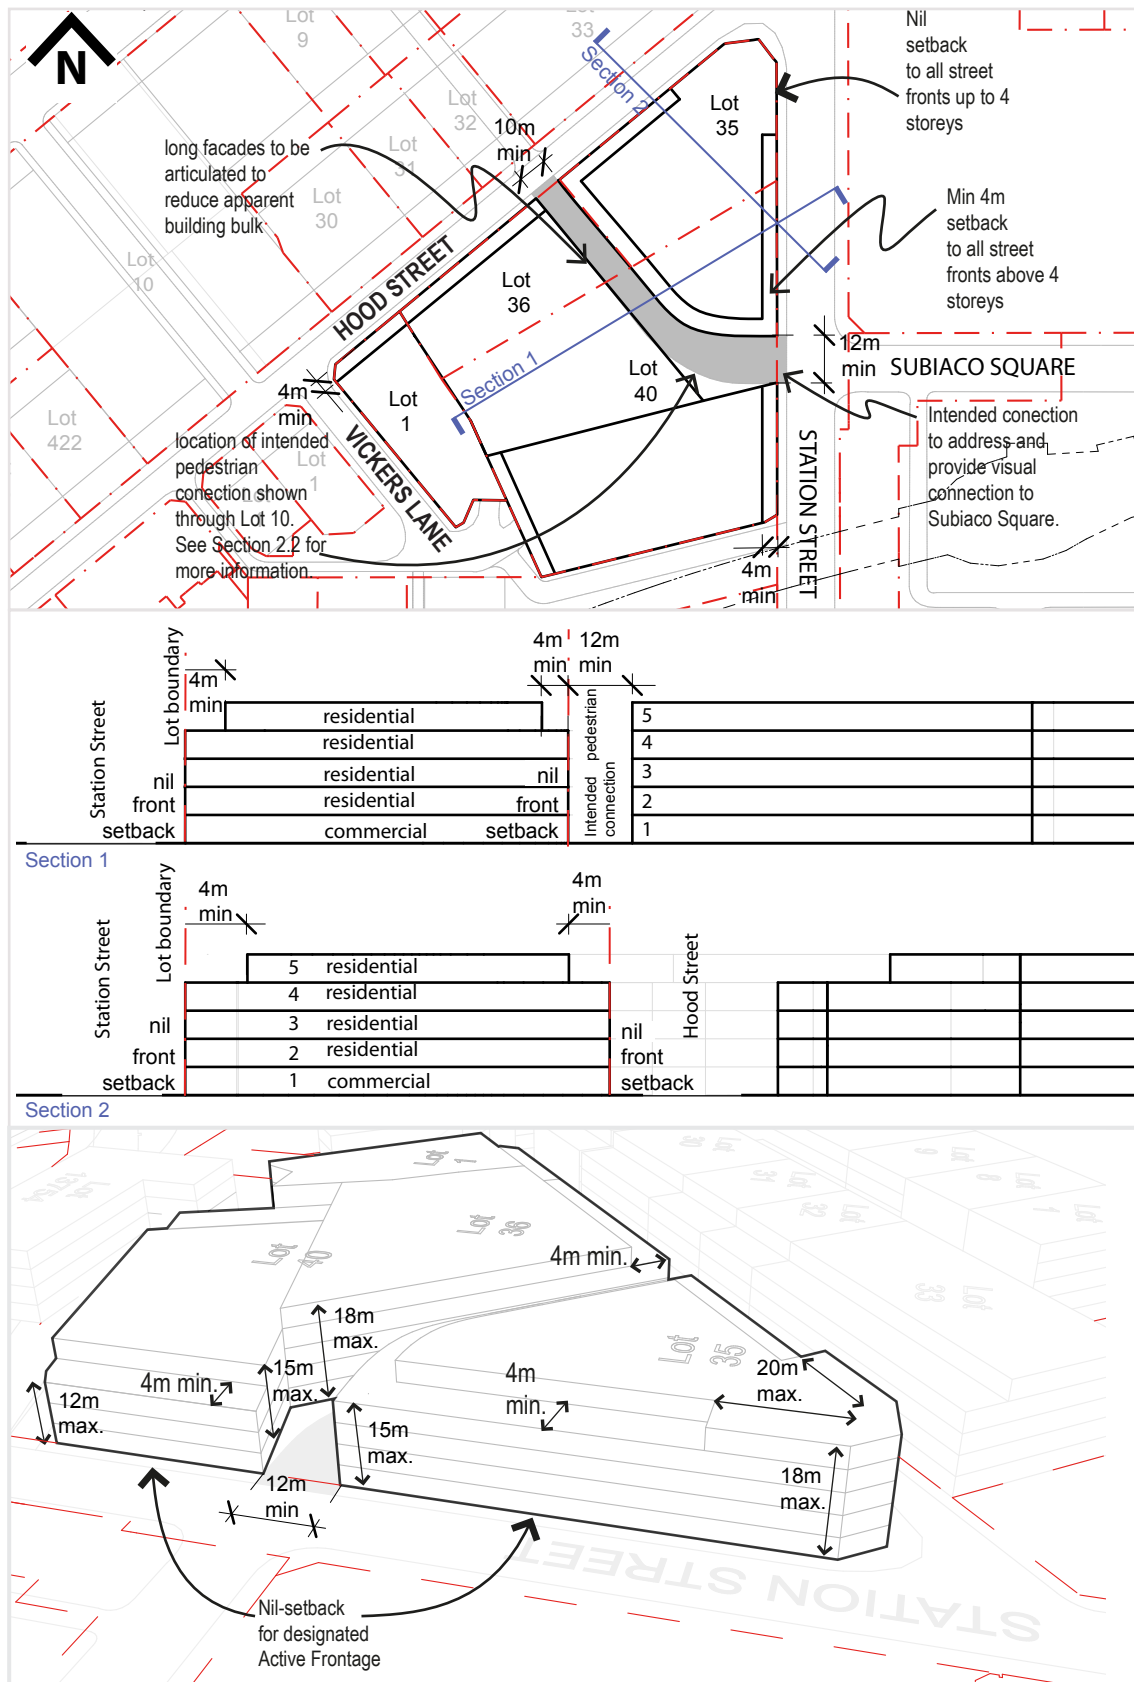 N
Lot
9
Lot
33
Nil
setback
to all street
fronts up to 4
storeys
Section 2
Lot
32
Lot
35
10m
min
long facades to be
articulated to
reduce apparent
building bulk
Lot
31
Lot
30
Min 4m
setback
to all street
fronts above 4
storeys
Lot
10
HOOD STREET
Lot
36
12m
min
SUBIACO SQUARE
Section 1
Lot
40
4m
min
Lot
1
Lot
422
VICKERS LANE
location of intended
pedestrian
conection shown
through Lot 10.
See Section 2.2 for
more information.
Lot
1
Intended conection
to address and
provide visual
connection to
Subiaco Square.
STATION STREET
4m
min
Station Street
Lot boundary
4m
min
4m
min
12m
min
residential
residential
residential
residential
commercial
nil
front
setback
nil
front
setback
Intended pedestrian
connection
5
4
3
2
1
Section 1
Station Street
Lot boundary
4m
min
4m
min
5 residential
4 residential
3 residential
2 residential
1 commercial
nil
front
setback
nil
front
setback
Hood Street
Section 2
Lot
1
Lot
36
Lot
40
4m min.
18m
max.
Lot
35
15m
max.
4m min.
12m
max.
4m
min.
20m
max.
15m
max.
18m
max.
12m
min
STATION STREET
Nil-setback
for designated
Active Frontage